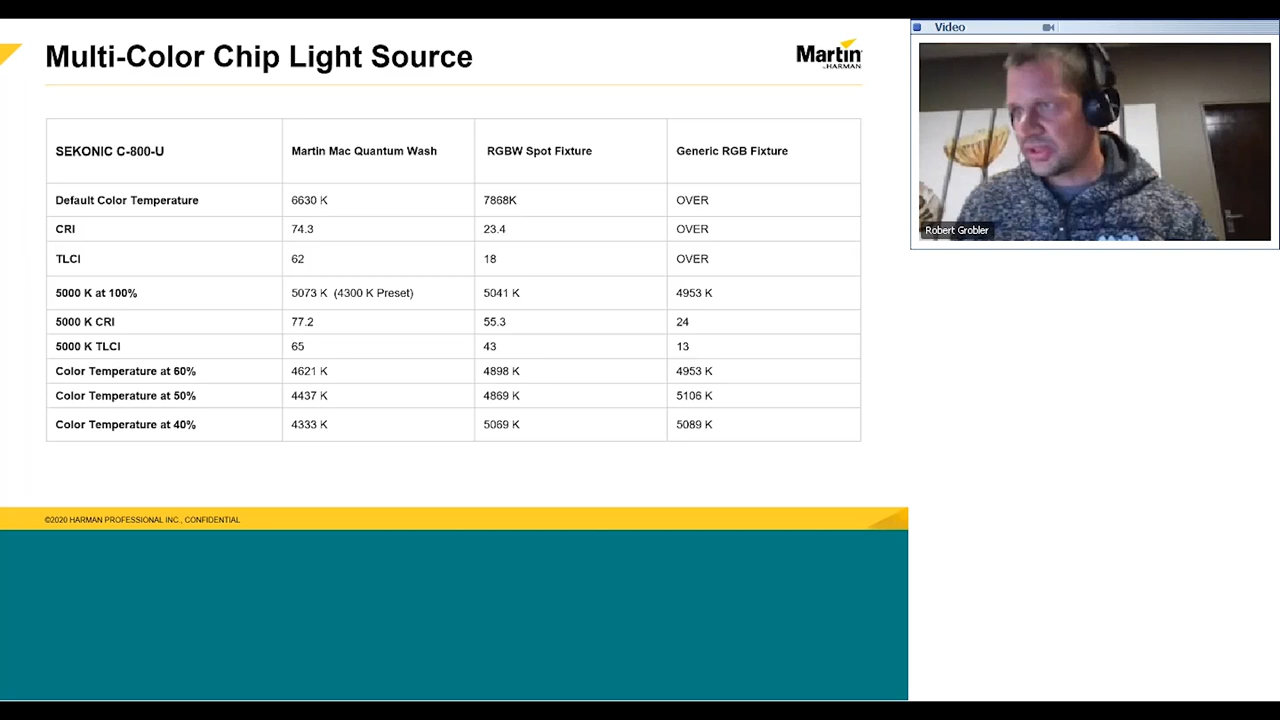 Multi-Color Chip Light Source
Martin
by HARMAN
SEKONIC C-800-U Martin Mac Quantum Wash RGBW Spot Fixture Generic RGB Fixture
Default Color Temperature 6630 K 7868K OVER
CRI 74.3 23.4 OVER
TLCI 62 18 OVER
5000 K at 100% 5073 K (4300 K Preset) 5041 K 4953 K
5000 K CRI 77.2 55.3 24
5000 K TLCI 65 43 13
Color Temperature at 60% 4621 K 4898 K 4953 K
Color Temperature at 50% 4437 K 4869 K 5106 K
Color Temperature at 40% 4333 K 5069 K 5089 K
©2020 HARMAN PROFESSIONAL INC., CONFIDENTIAL
Video
Robert Grobler